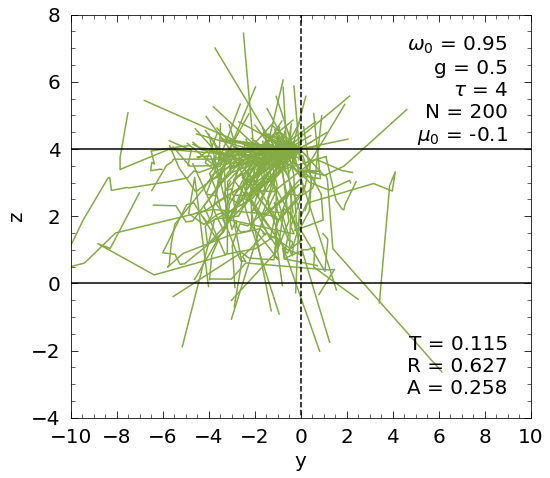 8
6
4
2
0
−2
−4
z
ω₀ = 0.95
g = 0.5
τ = 4
N = 200
μ₀ = -0.1
T = 0.115
R = 0.627
A = 0.258
−10 −8 −6 −4 −2 0 2 4 6 8 10
y